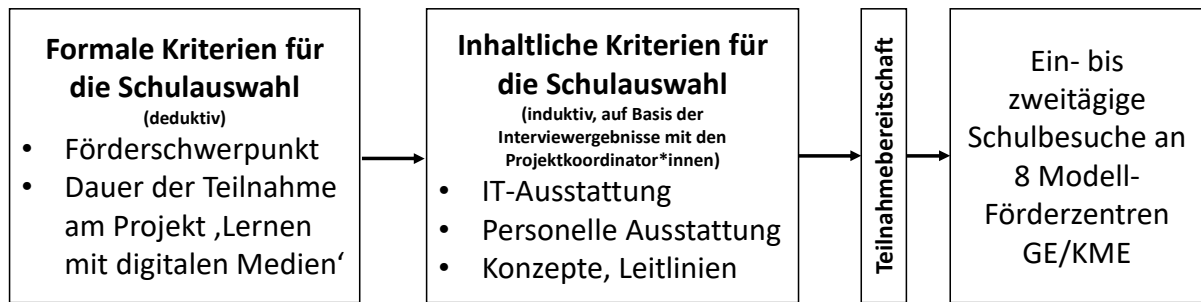 Formale Kriterien für
die Schulauswahl
(deduktiv)
• Förderschwerpunkt
• Dauer der Teilnahme
am Projekt ‚Lernen
mit digitalen Medien‘
Inhaltliche Kriterien für
die Schulauswahl
(induktiv, auf Basis der
Interviewergebnisse mit den
Projektkoordinator*innen)
• IT-Ausstattung
• Personelle Ausstattung
• Konzepte, Leitlinien
Teilnahmebereitschaft
Ein- bis
zweitägige
Schulbesuche an
8 Modell-
Förderzentren
GE/KME